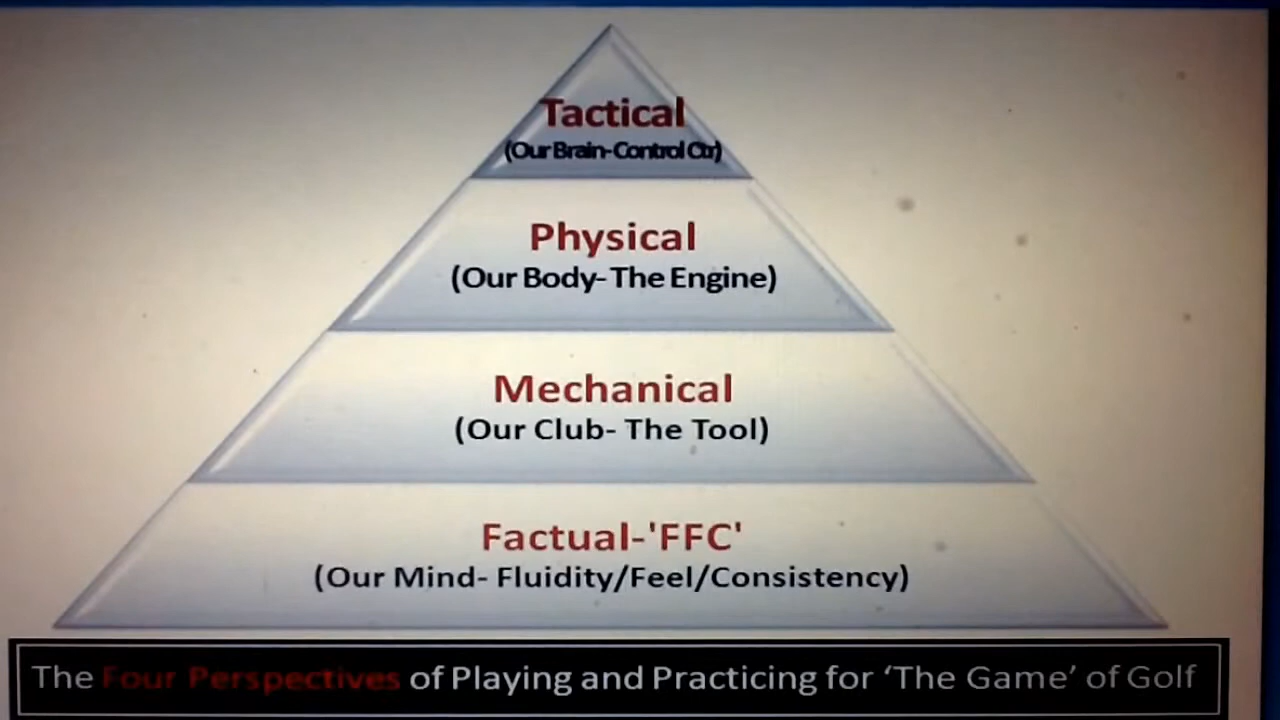 Tactical
(Our Brain-Control Ctr)
Physical
(Our Body- The Engine)
Mechanical
(Our Club- The Tool)
Factual-'FFC'
(Our Mind- Fluidity/Feel/Consistency)
The Four Perspectives of Playing and Practicing for ‘The Game’ of Golf